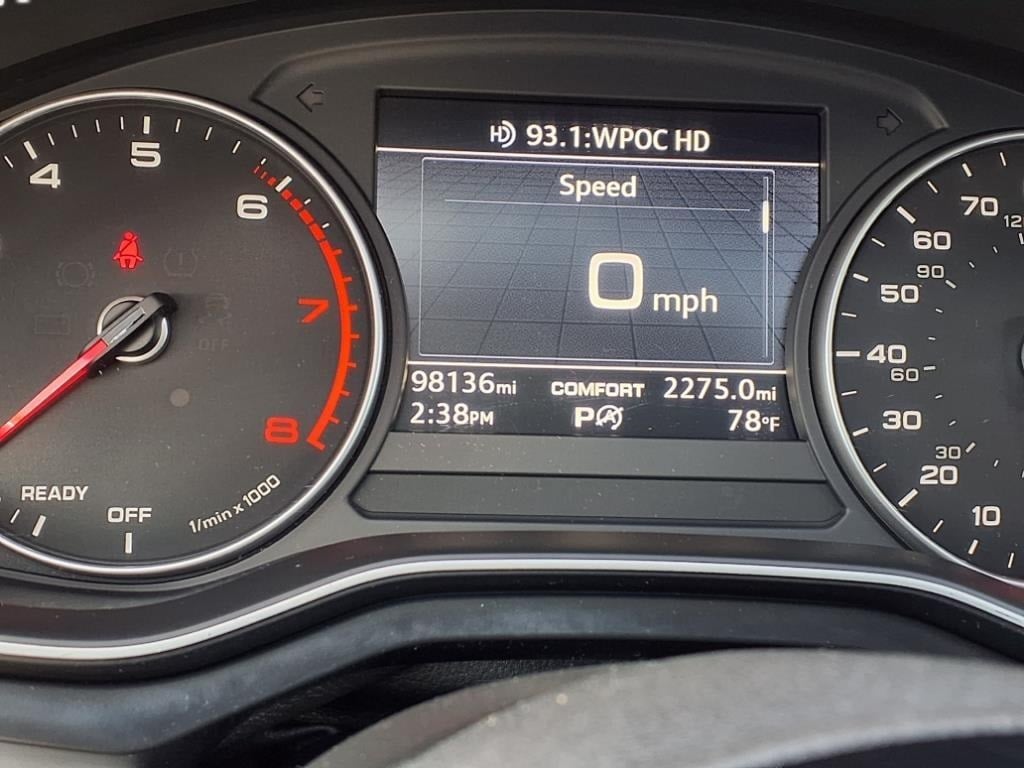 HD 93.1:WPOC HD
Speed
0 mph
98136mi COMFORT 2275.0mi
2:38PM P A 78°F
4
5
6
7
8
OFF
READY
OFF
1/min x 1000
70
60
90
50
40
60
30
30
20
10